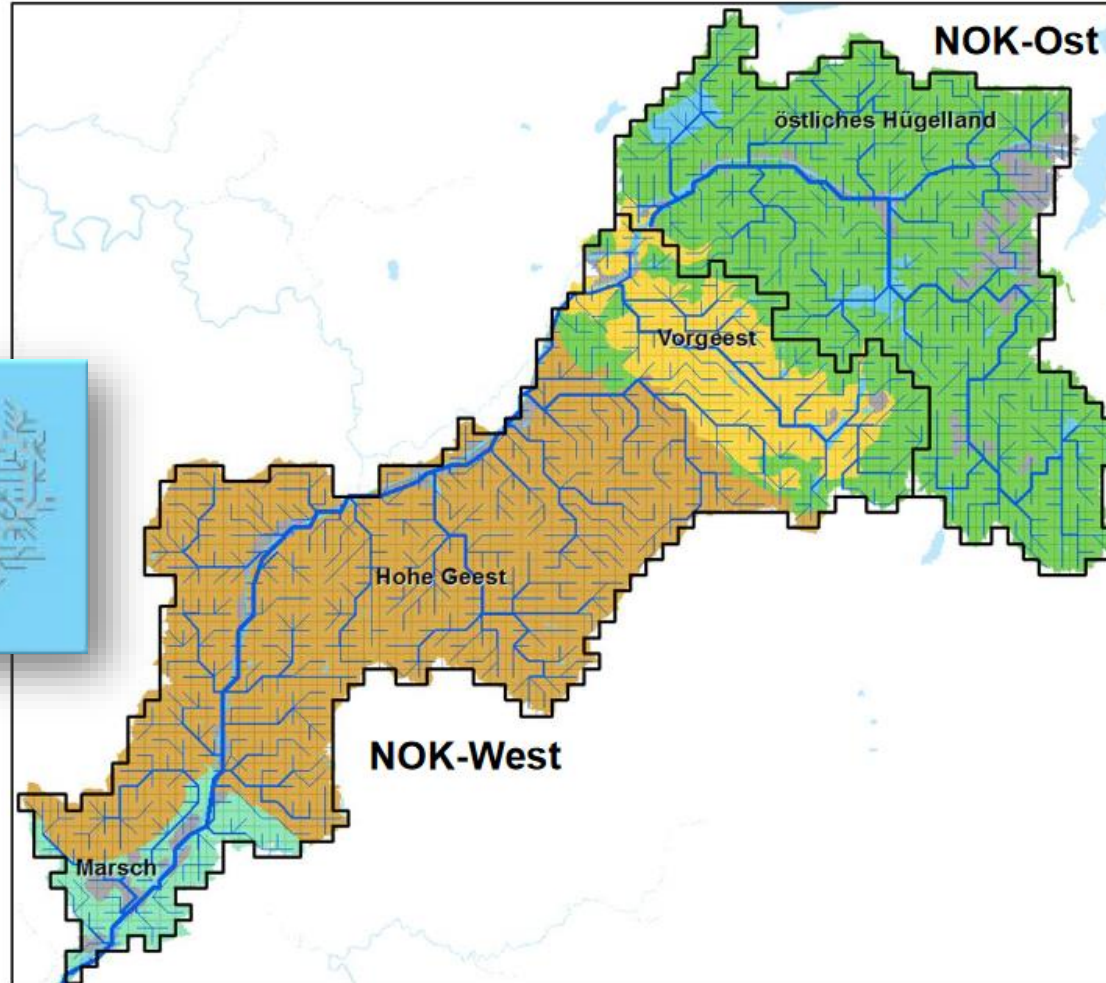 NOK-Ost
östliches Hügelland
Vorgeest
Hohe Geest
NOK-West
Marsch